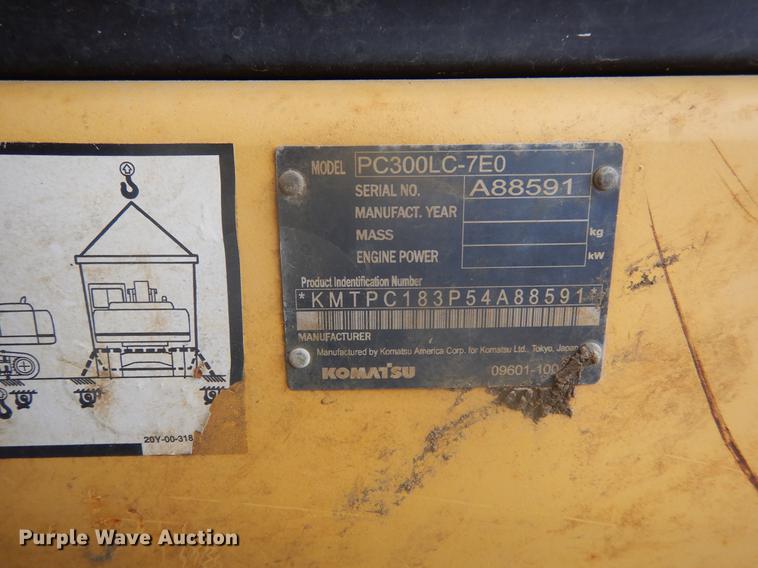 MODEL PC300LC-7E0
SERIAL NO. A88591
MANUFACT. YEAR
MASS kg
ENGINE POWER kW
Product Indentification Number
*KMTPC183P54A88591*
MANUFACTURER
Manufactured by Komatsu America Corp. for Komatsu Ltd., Tokyo, Japan
KOMATSU 09601-100
20Y-00-318
Purple Wave Auction